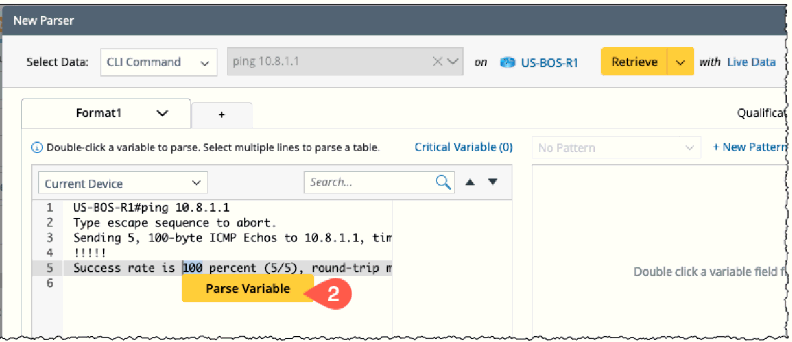 New Parser
Select Data: CLI Command ping 10.8.1.1 on US-BOS-R1 Retrieve with Live Data
Format1 + Qualificat
Double-click a variable to parse. Select multiple lines to parse a table. Critical Variable (0) No Pattern + New Pattern
Current Device Search...
1 US-BOS-R1#ping 10.8.1.1
2 Type escape sequence to abort.
3 Sending 5, 100-byte ICMP Echos to 10.8.1.1, tim
4 !!!!!
5 Success rate is 100 percent (5/5), round-trip m
6
Double click a variable field f
Parse Variable 2